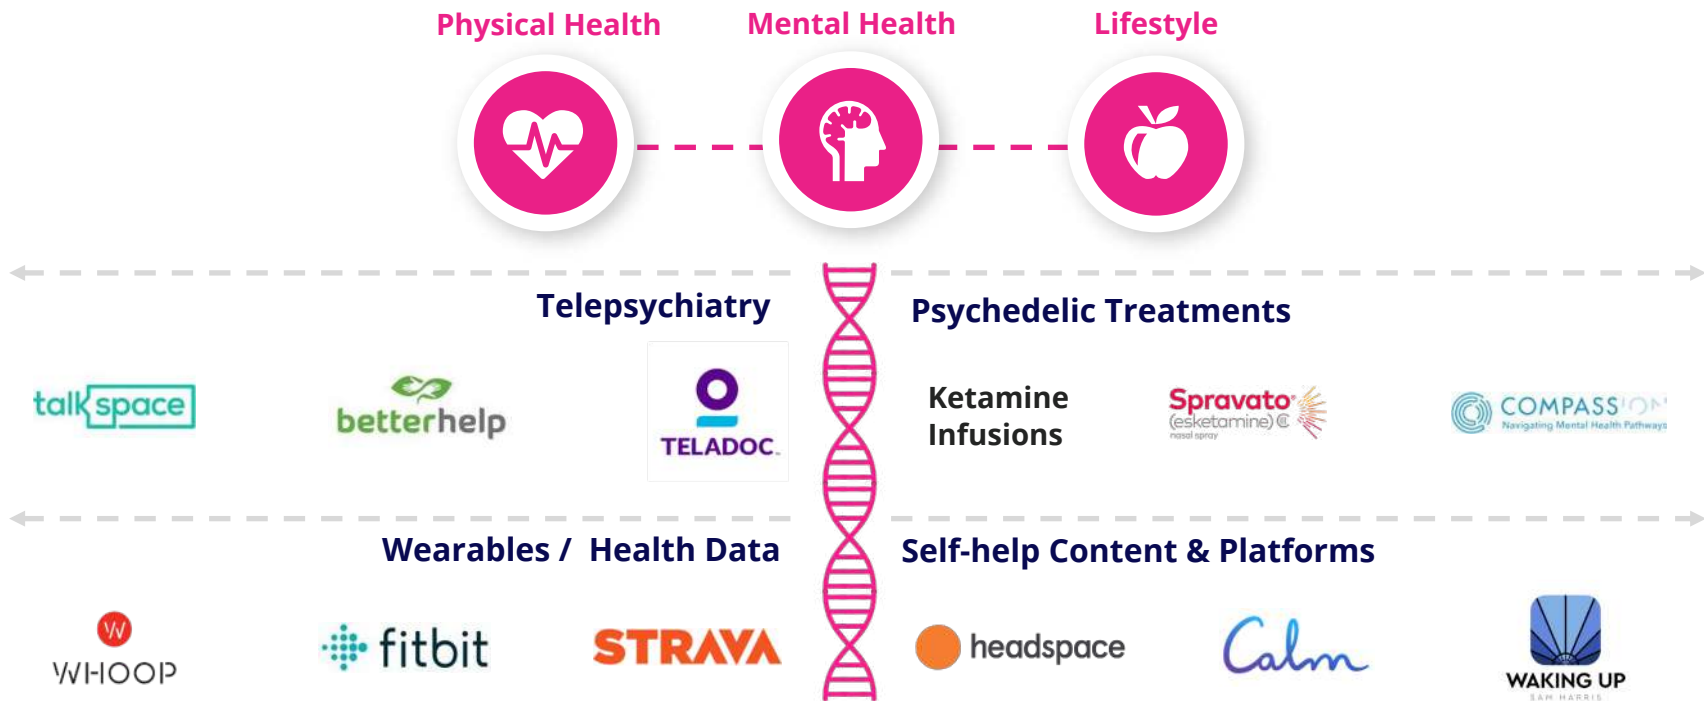 Physical Health
Mental Health
Lifestyle
Telepsychiatry
talkspace
betterhelp
TELADOC
Psychedelic Treatments
Ketamine
Infusions
Spravato®
(esketamine) C
nasal spray
COMPASS
Navigating Mental Health Pathways
Wearables / Health Data
W
WHOOP
fitbit
STRAVA
Self-help Content & Platforms
headspace
Calm
WAKING UP
SAM HARRIS